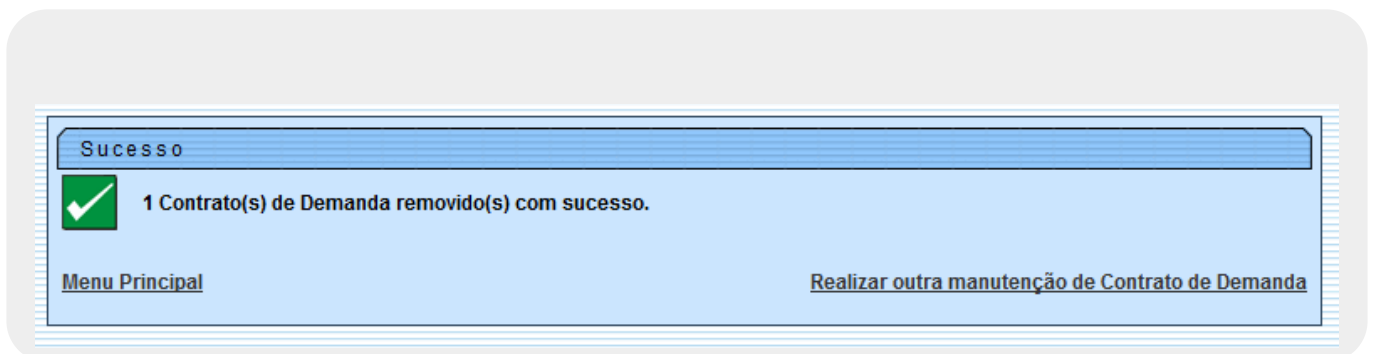 Sucesso
1 Contrato(s) de Demanda removido(s) com sucesso.
Menu Principal
Realizar outra manutenção de Contrato de Demanda